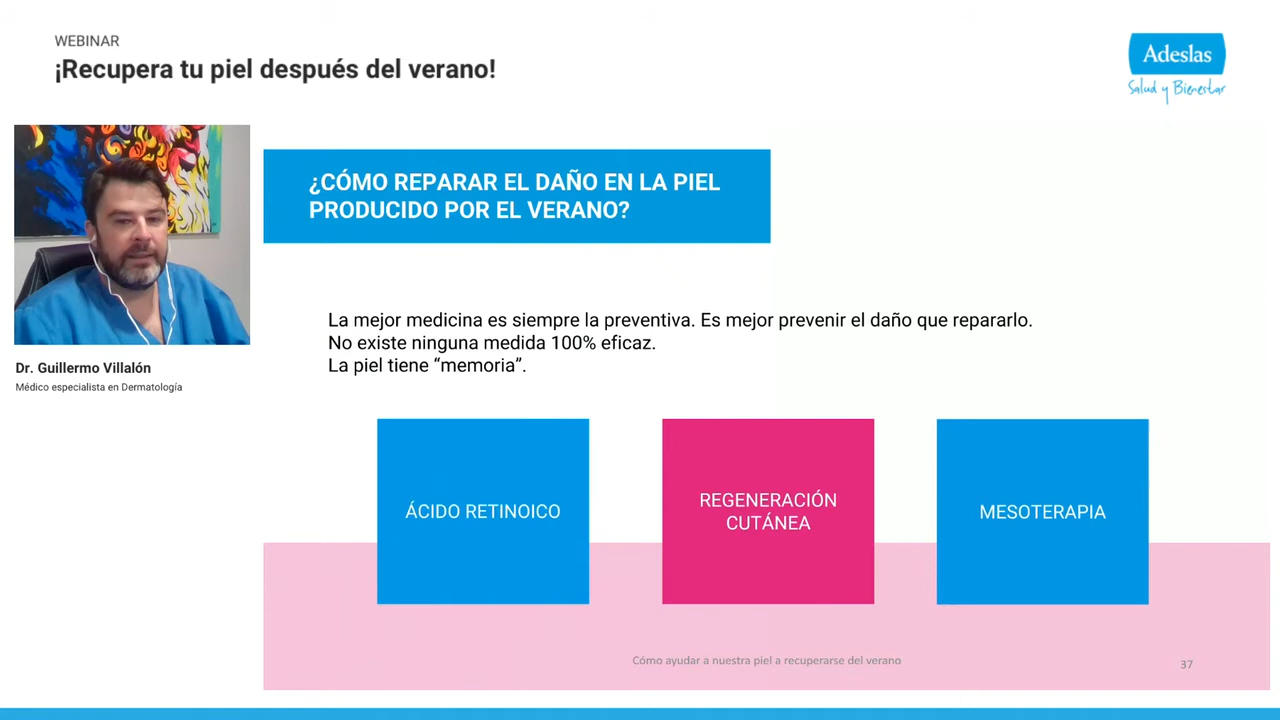 WEBINAR
¡Recupera tu piel después del verano!
Adeslas
Salud y Bienestar
¿CÓMO REPARAR EL DAÑO EN LA PIEL
PRODUCIDO POR EL VERANO?
Dr. Guillermo Villalón
Médico especialista en Dermatología
La mejor medicina es siempre la preventiva. Es mejor prevenir el daño que repararlo.
No existe ninguna medida 100% eficaz.
La piel tiene “memoria”.
ÁCIDO RETINOICO
REGENERACIÓN
CUTÁNEA
MESOTERAPIA
Cómo ayudar a nuestra piel a recuperarse del verano
37